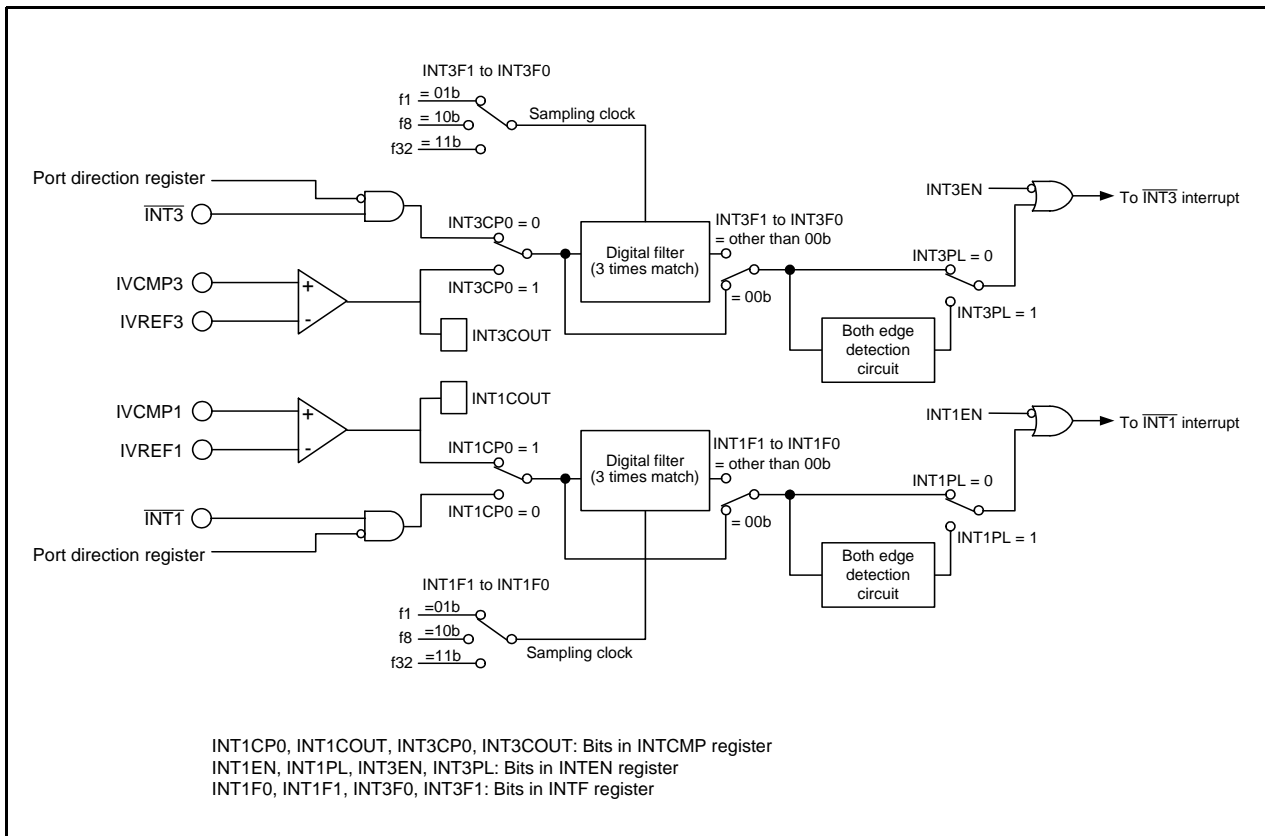 INT3F1 to INT3F0
f1 = 01b
f8 = 10b
f32 = 11b
Sampling clock
Port direction register
INT3
INT3CP0 = 0
INT3CP0 = 1
IVCMP3
IVREF3
+
-
INT3COUT
Digital filter
(3 times match)
INT3F1 to INT3F0
= other than 00b
= 00b
INT3EN
To INT3 interrupt
INT3PL = 0
INT3PL = 1
Both edge
detection
circuit
INT1COUT
IVCMP1
IVREF1
+
-
INT1CP0 = 1
INT1CP0 = 0
INT1
Port direction register
Digital filter
(3 times match)
INT1F1 to INT1F0
= other than 00b
= 00b
INT1EN
To INT1 interrupt
INT1PL = 0
INT1PL = 1
Both edge
detection
circuit
INT1F1 to INT1F0
f1 =01b
f8 =10b
f32 =11b
Sampling clock
INT1CP0, INT1COUT, INT3CP0, INT3COUT: Bits in INTCMP register
INT1EN, INT1PL, INT3EN, INT3PL: Bits in INTEN register
INT1F0, INT1F1, INT3F0, INT3F1: Bits in INTF register